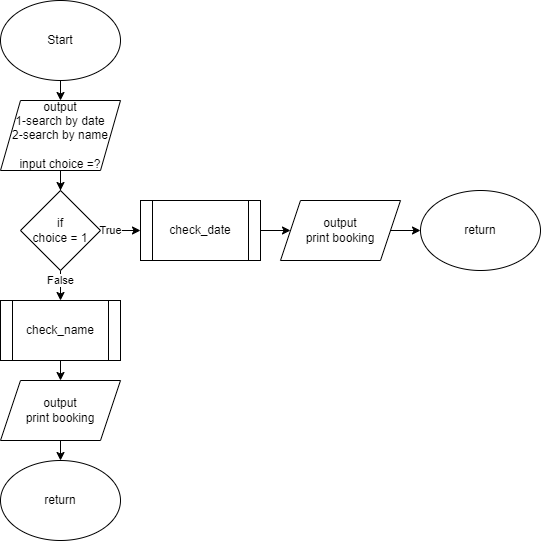 Start
output
1-search by date
2-search by name
input choice =?
if
choice = 1
True
check_date
output
print booking
return
False
check_name
output
print booking
return